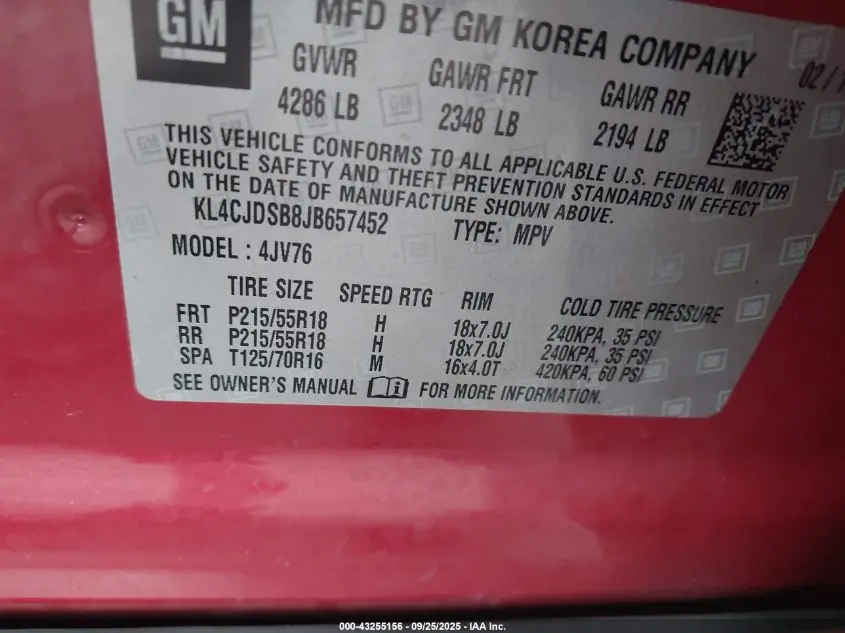 GM
MFD BY GM KOREA COMPANY
02/1
GVWR GAWR FRT GAWR RR
4286 LB 2348 LB 2194 LB
THIS VEHICLE CONFORMS TO ALL APPLICABLE U.S. FEDERAL MOTOR
VEHICLE SAFETY AND THEFT PREVENTION STANDARDS IN EFFECT
ON THE DATE OF MANUFACTURE SHOWN ABOVE.
KL4CJDSB8JB657452 TYPE: MPV
MODEL : 4JV76
TIRE SIZE SPEED RTG RIM COLD TIRE PRESSURE
FRT P215/55R18 H 18x7.0J 240KPA, 35 PSI
RR P215/55R18 H 18x7.0J 240KPA, 35 PSI
SPA T125/70R16 M 16x4.0T 420KPA, 60 PSI
SEE OWNER'S MANUAL FOR MORE INFORMATION.
000-43255156 - 09/25/2025 - IAA Inc.